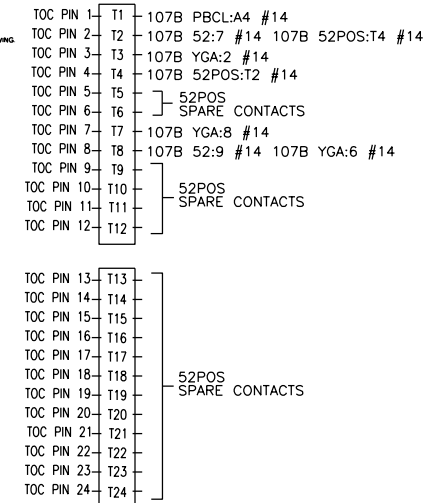 TOC PIN 1 T1 107B PBCL:A4 #14
TOC PIN 2 T2 107B 52:7 #14 107B 52POS:T4 #14
TOC PIN 3 T3 107B YGA:2 #14
TOC PIN 4 T4 107B 52POS:T2 #14
TOC PIN 5 T5
52POS
TOC PIN 6 T6
SPARE CONTACTS
TOC PIN 7 T7 107B YGA:8 #14
TOC PIN 8 T8 107B 52:9 #14 107B YGA:6 #14
TOC PIN 9 T9
TOC PIN 10 T10
52POS
SPARE CONTACTS
TOC PIN 11 T11
TOC PIN 12 T12
TOC PIN 13 T13
TOC PIN 14 T14
TOC PIN 15 T15
TOC PIN 16 T16
TOC PIN 17 T17
TOC PIN 18 T18
52POS
TOC PIN 19 T19
SPARE CONTACTS
TOC PIN 20 T20
TOC PIN 21 T21
TOC PIN 22 T22
TOC PIN 23 T23
TOC PIN 24 T24